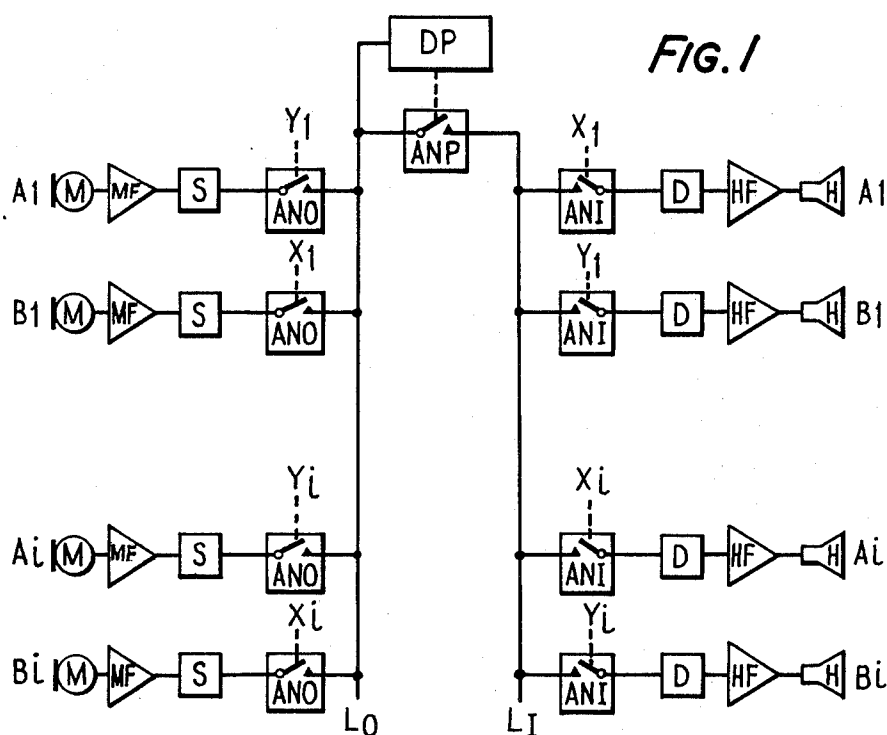 DP
FIG. 1
ANP
Y1
X1
A1 M MF S ANO
ANI D HF H A1
X1
Y1
B1 M MF S ANO
ANI D HF H B1
Yi
Xi
Ai M MF S ANO
ANI D HF H Ai
Xi
Yi
Bi M MF S ANO
ANI D HF H Bi
LO
LI